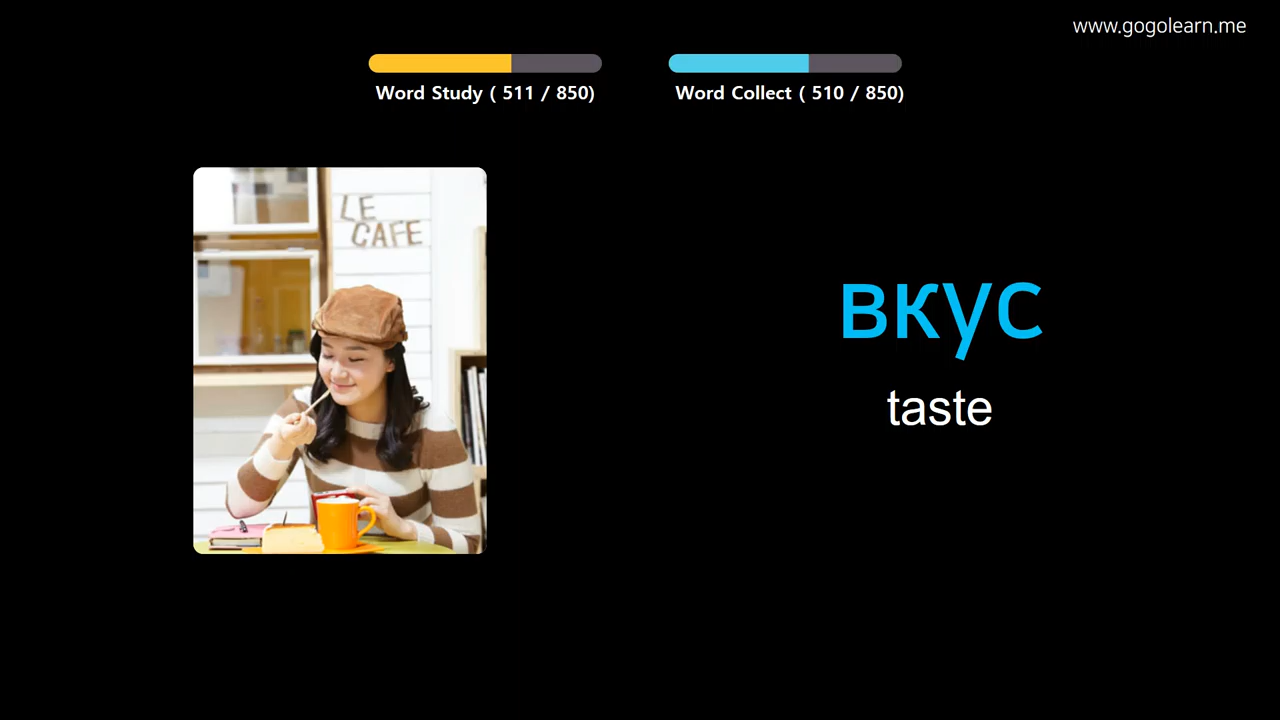 www.gogolearn.me
Word Study ( 511 / 850)
Word Collect ( 510 / 850)
LE
CAFE
вкус
taste